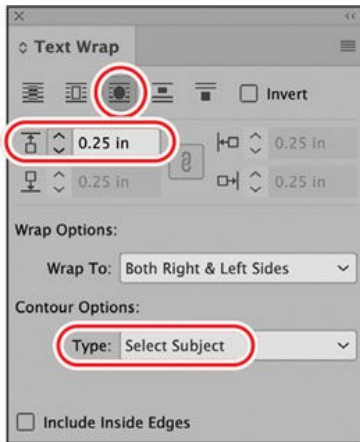 Text Wrap
Invert
0.25 in 0.25 in
0.25 in 0.25 in
Wrap Options:
Wrap To: Both Right & Left Sides
Contour Options:
Type: Select Subject
Include Inside Edges